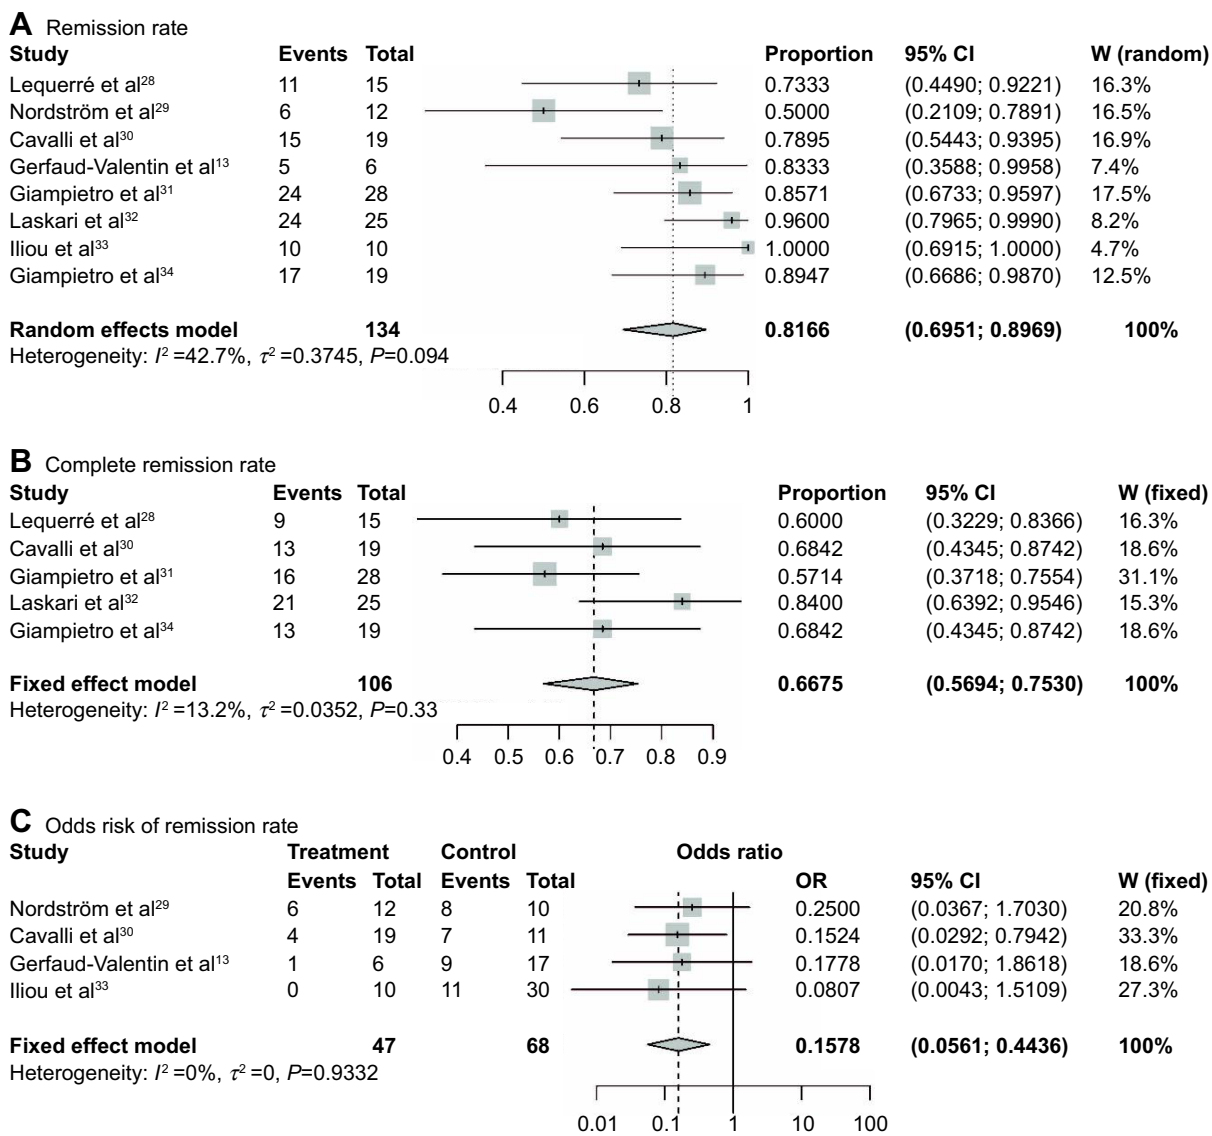 A Remission rate
Study Events Total Proportion 95% CI W (random)
Lequerré et al28 11 15 0.7333 (0.4490; 0.9221) 16.3%
Nordström et al29 6 12 0.5000 (0.2109; 0.7891) 16.5%
Cavalli et al30 15 19 0.7895 (0.5443; 0.9395) 16.9%
Gerfaud-Valentin et al13 5 6 0.8333 (0.3588; 0.9958) 7.4%
Giampietro et al31 24 28 0.8571 (0.6733; 0.9597) 17.5%
Laskari et al32 24 25 0.9600 (0.7965; 0.9990) 8.2%
Iliou et al33 10 10 1.0000 (0.6915; 1.0000) 4.7%
Giampietro et al34 17 19 0.8947 (0.6686; 0.9870) 12.5%
Random effects model 134 0.8166 (0.6951; 0.8969) 100%
Heterogeneity: I2 =42.7%, τ2 =0.3745, P=0.094
0.4 0.6 0.8 1
B Complete remission rate
Study Events Total Proportion 95% CI W (fixed)
Lequerré et al28 9 15 0.6000 (0.3229; 0.8366) 16.3%
Cavalli et al30 13 19 0.6842 (0.4345; 0.8742) 18.6%
Giampietro et al31 16 28 0.5714 (0.3718; 0.7554) 31.1%
Laskari et al32 21 25 0.8400 (0.6392; 0.9546) 15.3%
Giampietro et al34 13 19 0.6842 (0.4345; 0.8742) 18.6%
Fixed effect model 106 0.6675 (0.5694; 0.7530) 100%
Heterogeneity: I2 =13.2%, τ2 =0.0352, P=0.33
0.4 0.5 0.6 0.7 0.8 0.9
C Odds risk of remission rate
Study Treatment Control Odds ratio
Events Total Events Total OR 95% CI W (fixed)
Nordström et al29 6 12 8 10 0.2500 (0.0367; 1.7030) 20.8%
Cavalli et al30 4 19 7 11 0.1524 (0.0292; 0.7942) 33.3%
Gerfaud-Valentin et al13 1 6 9 17 0.1778 (0.0170; 1.8618) 18.6%
Iliou et al33 0 10 11 30 0.0807 (0.0043; 1.5109) 27.3%
Fixed effect model 47 68 0.1578 (0.0561; 0.4436) 100%
Heterogeneity: I2 =0%, τ2 =0, P=0.9332
0.01 0.1 1 10 100